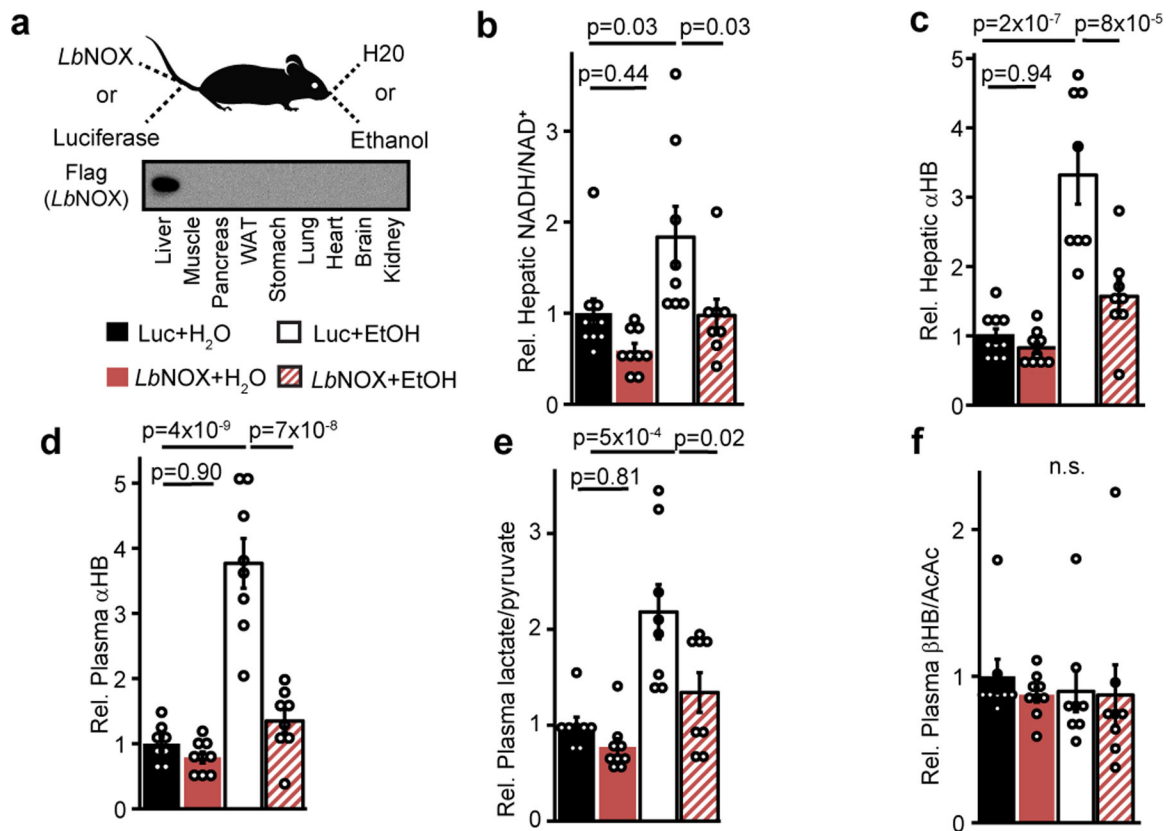 a
LbNOX
or
Luciferase
H20
or
Ethanol
Flag
(LbNOX)
Liver
Muscle
Pancreas
WAT
Stomach
Lung
Heart
Brain
Kidney
Luc+H₂O
Luc+EtOH
LbNOX+H₂O
LbNOX+EtOH
b
p=0.03
p=0.03
p=0.44
Rel. Hepatic NADH/NAD⁺
3
2
1
0
c
p=2x10⁻⁷
p=8x10⁻⁵
p=0.94
Rel. Hepatic αHB
5
4
3
2
1
0
d
p=4x10⁻⁹
p=7x10⁻⁸
p=0.90
Rel. Plasma αHB
5
4
3
2
1
0
e
p=5x10⁻⁴
p=0.02
p=0.81
Rel. Plasma lactate/pyruvate
3
2
1
0
f
n.s.
Rel. Plasma βHB/AcAc
2
1
0